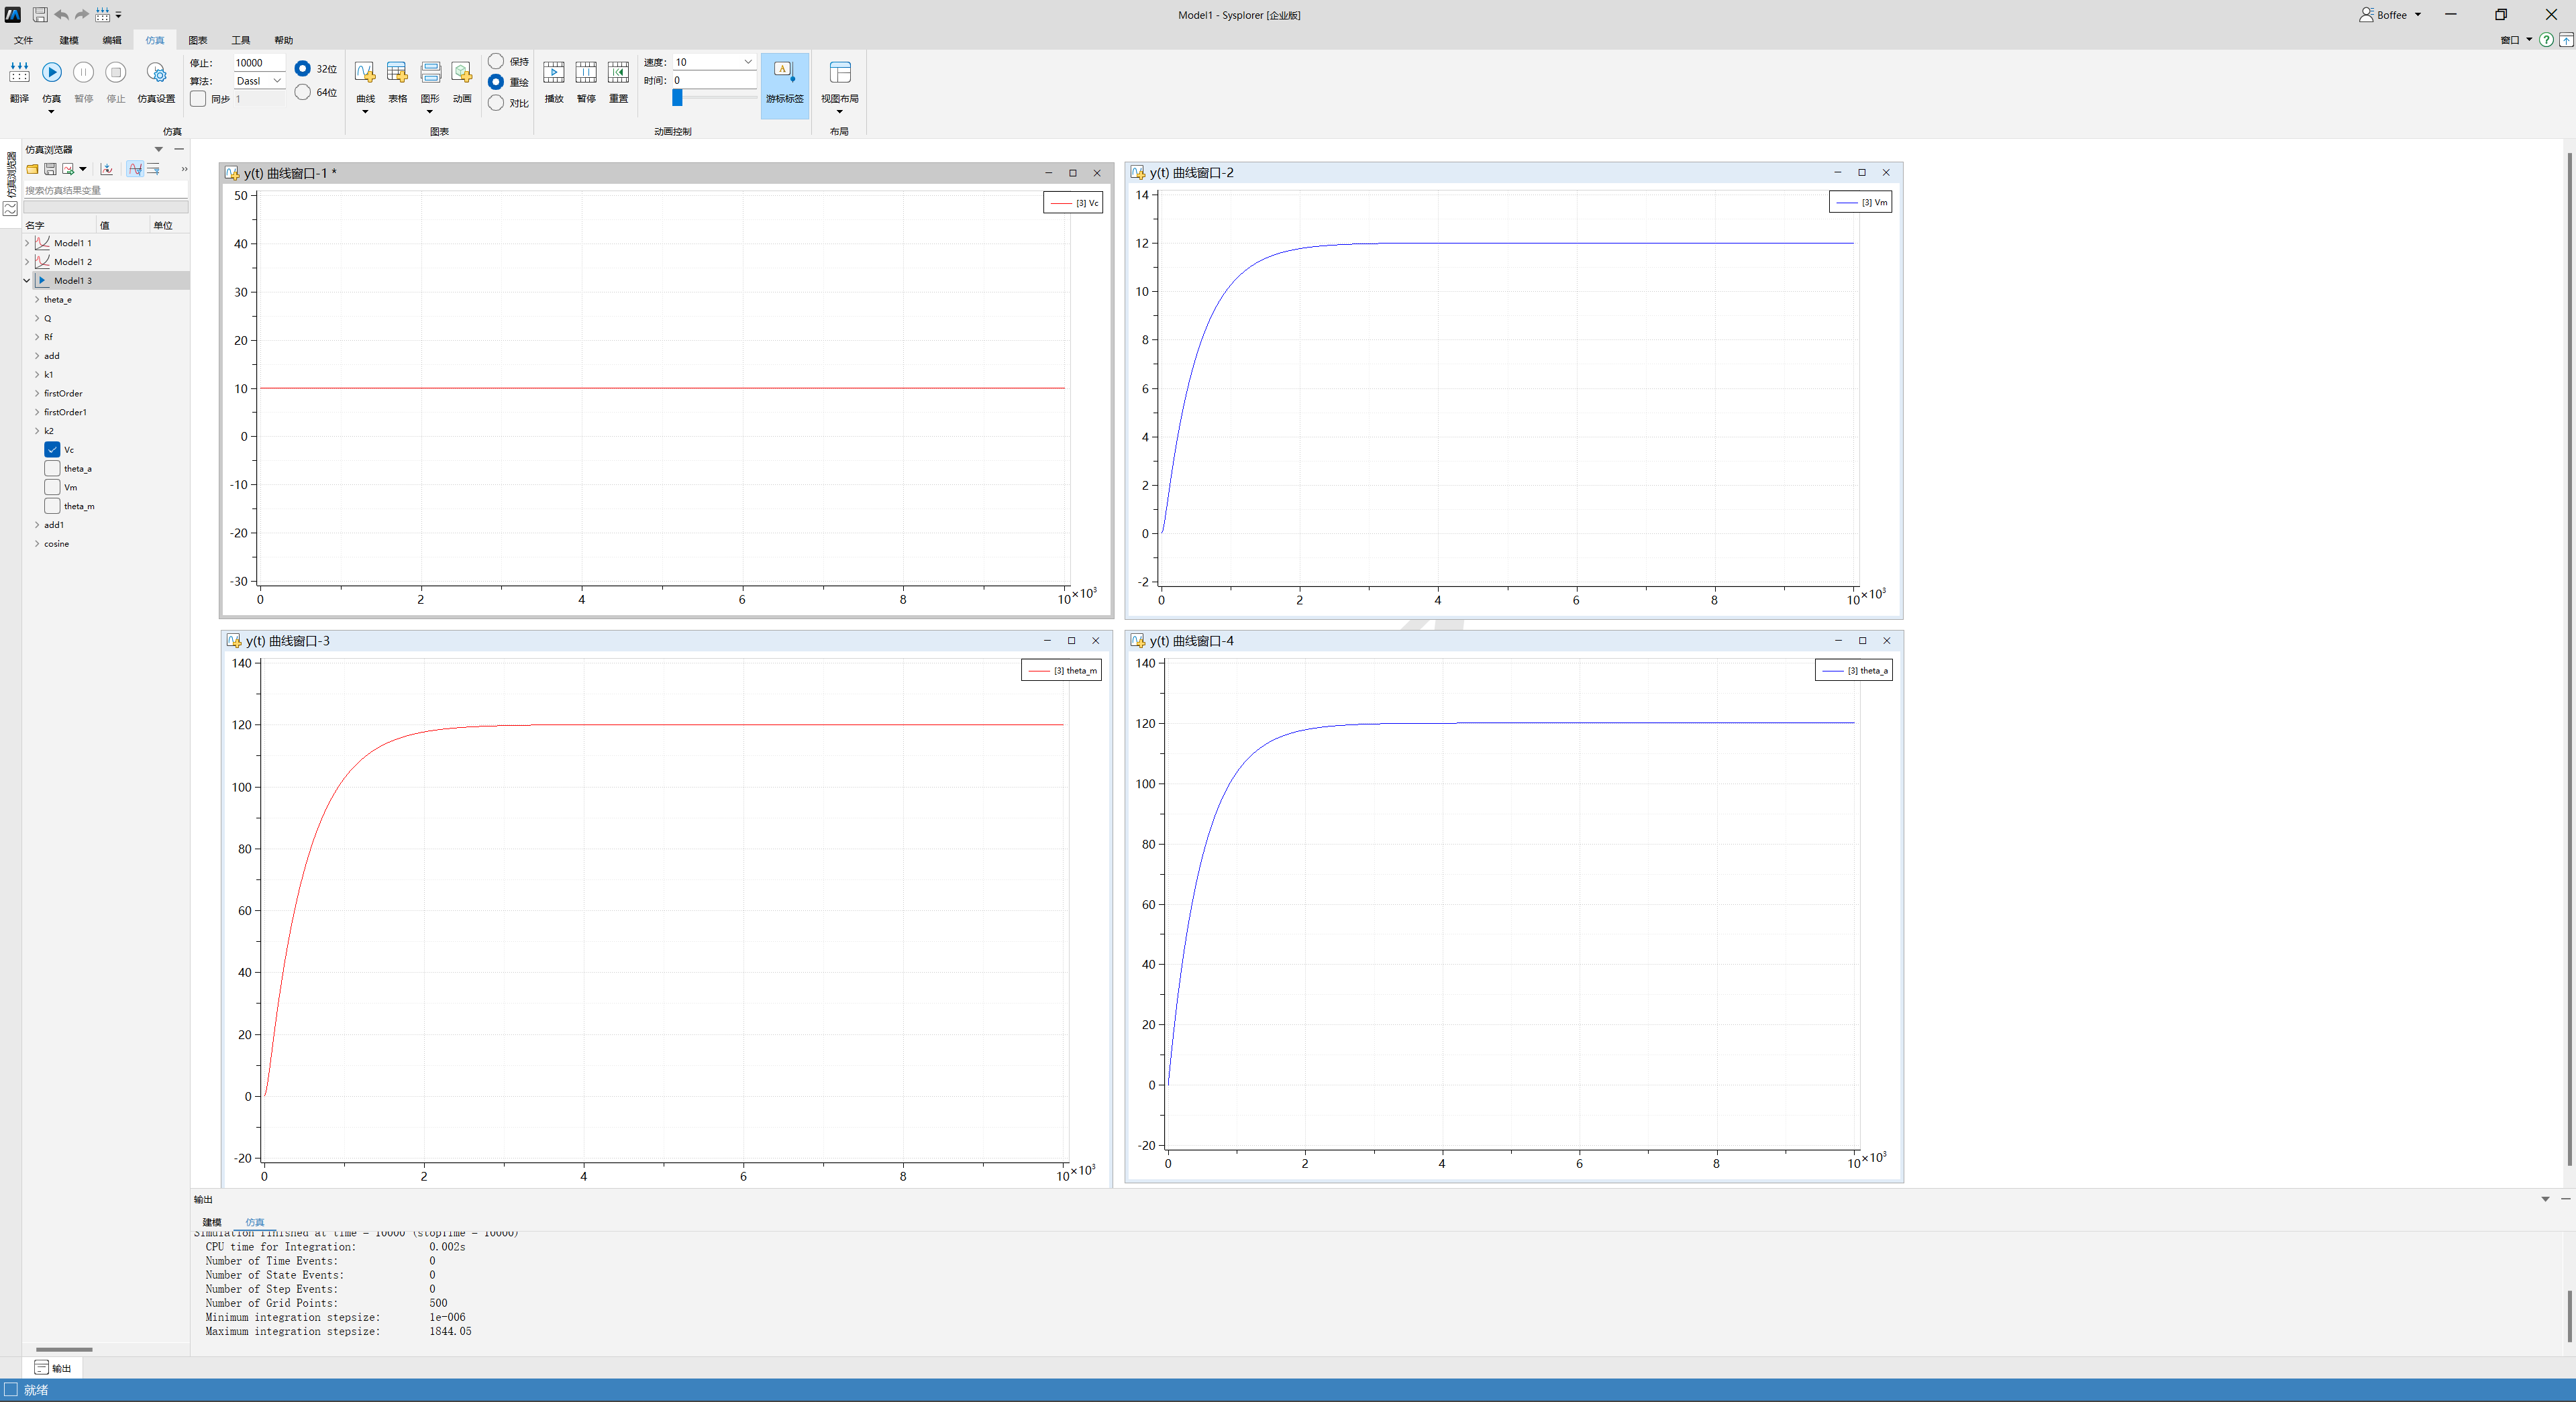 Model1 - Sysplorer [企业版]
Boffee
文件 建模 编辑 仿真 图表 工具 帮助
窗口
翻译 仿真 暂停 停止 仿真设置
停止: 10000
算法: Dassl
同步 1
32位
64位
仿真
曲线 表格 图形 动画
保持
重绘
对比
图表
播放 暂停 重置
速度: 10
时间: 0
游标标签
动画控制
视图布局
布局
仿真浏览器
仿真浏览器
搜索仿真结果变量
名字 值 单位
Model1 1
Model1 2
Model1 3
theta_e
Q
Rf
add
k1
firstOrder
firstOrder1
k2
Vc
theta_a
Vm
theta_m
add1
cosine
y(t) 曲线窗口-1 *
[3] Vc
50
40
30
20
10
0
-10
-20
-30
0 2 4 6 8 10 ×10³
y(t) 曲线窗口-2
[3] Vm
14
12
10
8
6
4
2
0
-2
0 2 4 6 8 10 ×10³
y(t) 曲线窗口-3
[3] theta_m
140
120
100
80
60
40
20
0
-20
0 2 4 6 8 10 ×10³
y(t) 曲线窗口-4
[3] theta_a
140
120
100
80
60
40
20
0
-20
0 2 4 6 8 10 ×10³
输出
建模 仿真
Simulation finished at time = 10000 (stopTime = 10000)
CPU time for Integration: 0.002s
Number of Time Events: 0
Number of State Events: 0
Number of Step Events: 0
Number of Grid Points: 500
Minimum integration stepsize: 1e-006
Maximum integration stepsize: 1844.05
输出
就绪